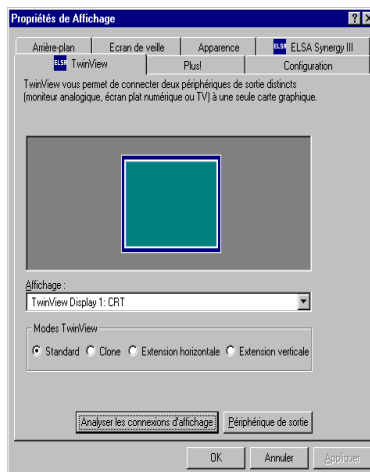 Propriétés de Affichage
Arrière-plan
Ecran de veille
Apparence
ELSA ELSA Synergy III
ELSA TwinView
Plus!
Configuration
TwinView vous permet de connecter deux périphériques de sortie distincts
(moniteur analogique, écran plat numérique ou TV) à une seule carte graphique.
Affichage :
TwinView Display 1: CRT
Modes TwinView
Standard
Clone
Extension horizontale
Extension verticale
Analyser les connexions d'affichage
Périphérique de sortie
OK
Annuler
Appliquer